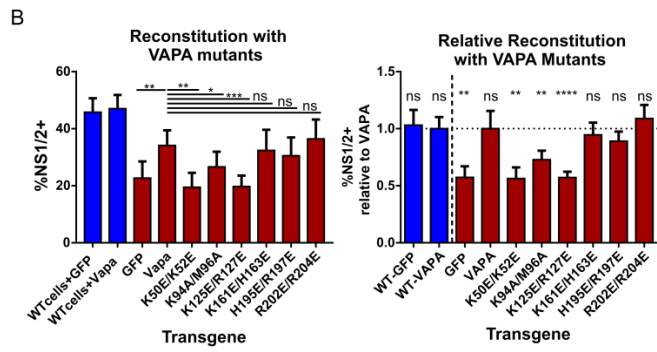 B
Reconstitution with
VAPA mutants
%NS1/2+
60
40
20
0
** ** * *** ns ns ns
WTcells+GFP
WTcells+Vapa
GFP
Vapa
K50E/K52E
K94A/M96A
K125E/R127E
K161E/H163E
H195E/R197E
R202E/R204E
Transgene
Relative Reconstitution
with VAPA Mutants
%NS1/2+
relative to VAPA
1.5
1.0
0.5
0.0
ns ns ** ns ** ** **** ns ns ns
WT-GFP
WT-VAPA
GFP
VAPA
K50E/K52E
K94A/M96A
K125E/R127E
K161E/H163E
H195E/R197E
R202E/R204E
Transgene